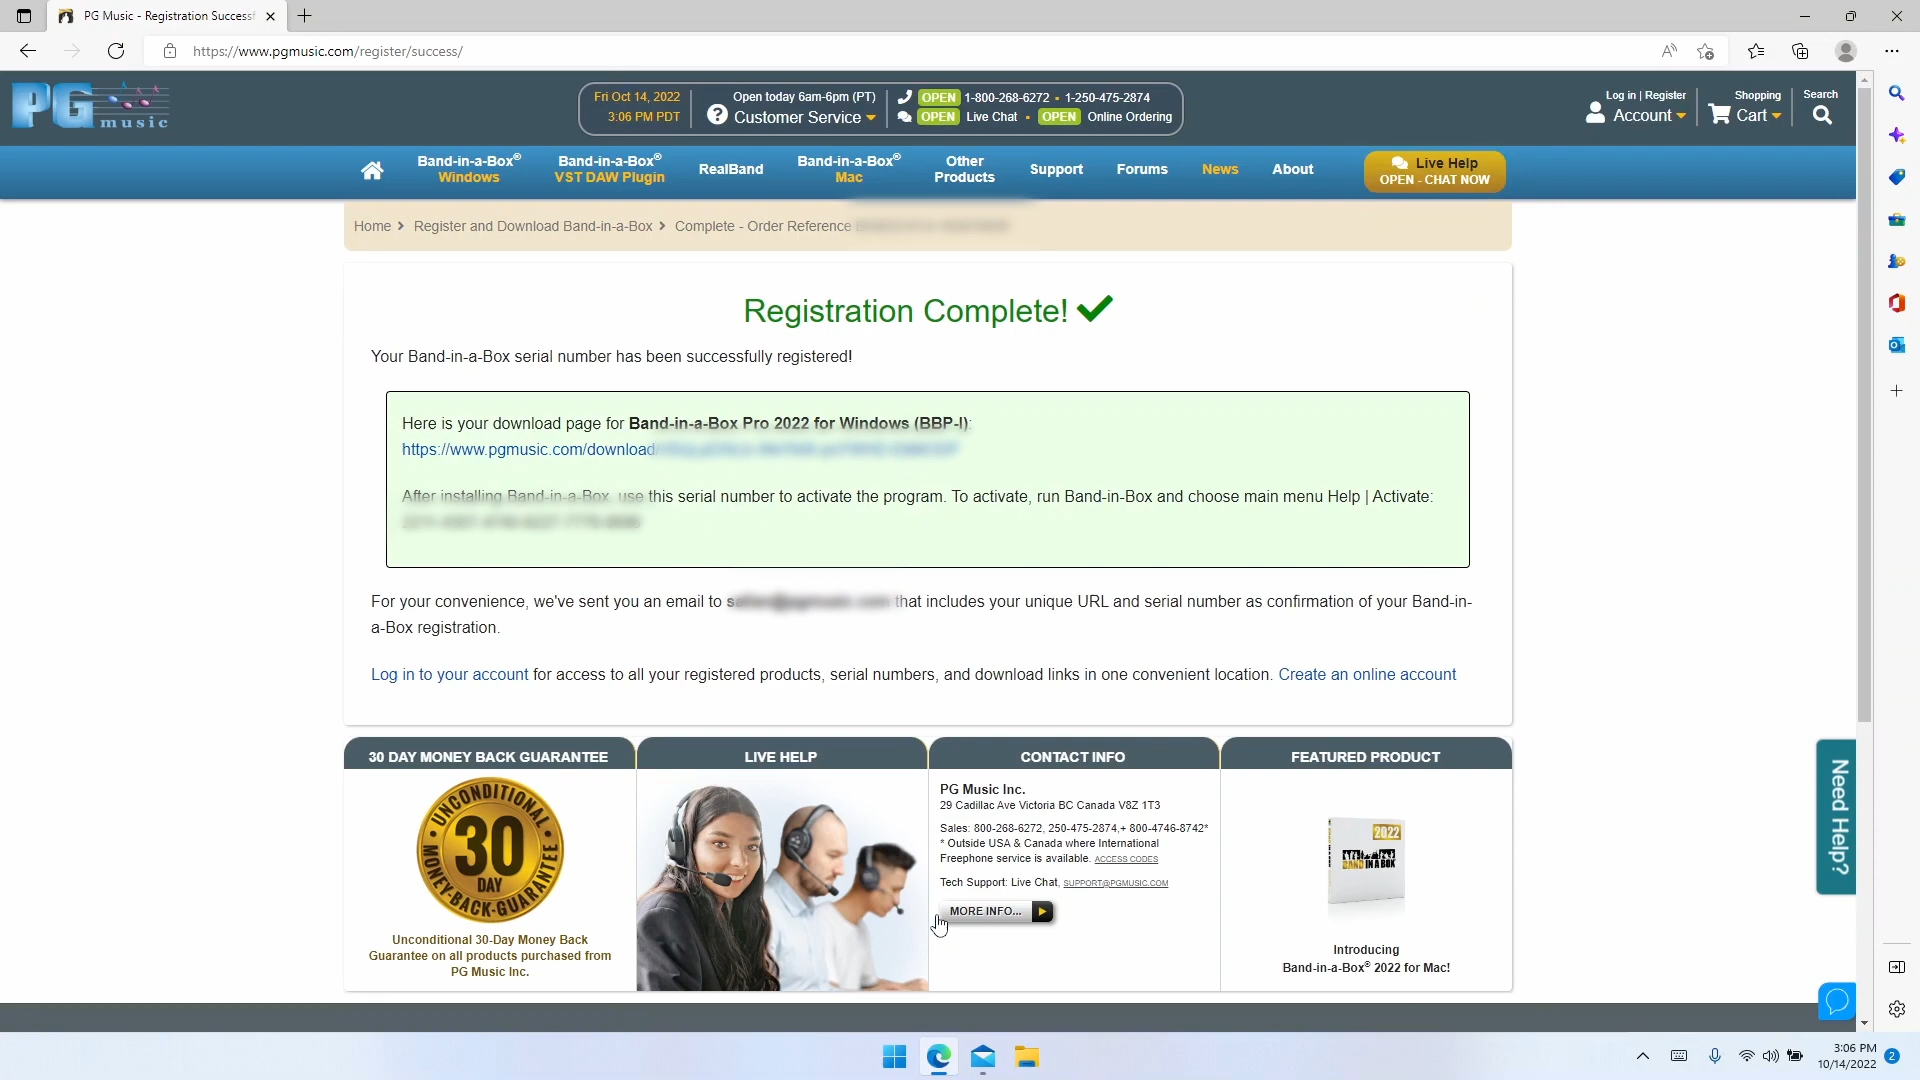 PG Music - Registration Successf
https://www.pgmusic.com/register/success/
PG music
Fri Oct 14, 2022
3:06 PM PDT
Open today 6am-6pm (PT)
Customer Service
OPEN 1-800-268-6272 • 1-250-475-2874
OPEN Live Chat • OPEN Online Ordering
Log in | Register
Account
Shopping
Cart
Search
Band-in-a-Box®
Windows
Band-in-a-Box®
VST DAW Plugin
RealBand
Band-in-a-Box®
Mac
Other
Products
Support
Forums
News
About
Live Help
OPEN - CHAT NOW
Home > Register and Download Band-in-a-Box > Complete - Order Reference
Registration Complete!
Your Band-in-a-Box serial number has been successfully registered!
Here is your download page for Band-in-a-Box Pro 2022 for Windows (BBP-I):
https://www.pgmusic.com/download
After installing Band-in-a-Box, use this serial number to activate the program. To activate, run Band-in-Box and choose main menu Help | Activate:
For your convenience, we've sent you an email to that includes your unique URL and serial number as confirmation of your Band-in-
a-Box registration.
Log in to your account for access to all your registered products, serial numbers, and download links in one convenient location. Create an online account
30 DAY MONEY BACK GUARANTEE
UNCONDITIONAL
30
DAY
MONEY-BACK-GUARANTEE
Unconditional 30-Day Money Back
Guarantee on all products purchased from
PG Music Inc.
LIVE HELP
CONTACT INFO
PG Music Inc.
29 Cadillac Ave Victoria BC Canada V8Z 1T3
Sales: 800-268-6272, 250-475-2874,+ 800-4746-8742*
* Outside USA & Canada where International
Freephone service is available. ACCESS CODES
Tech Support: Live Chat, SUPPORT@PGMUSIC.COM
MORE INFO...
FEATURED PRODUCT
2022
BAND IN A BOX
Introducing
Band-in-a-Box® 2022 for Mac!
Need Help?
3:06 PM
10/14/2022
2